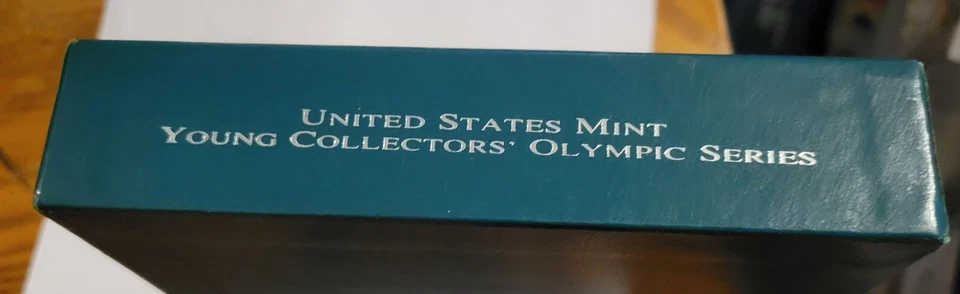 United States Mint
Young Collectors' Olympic Series